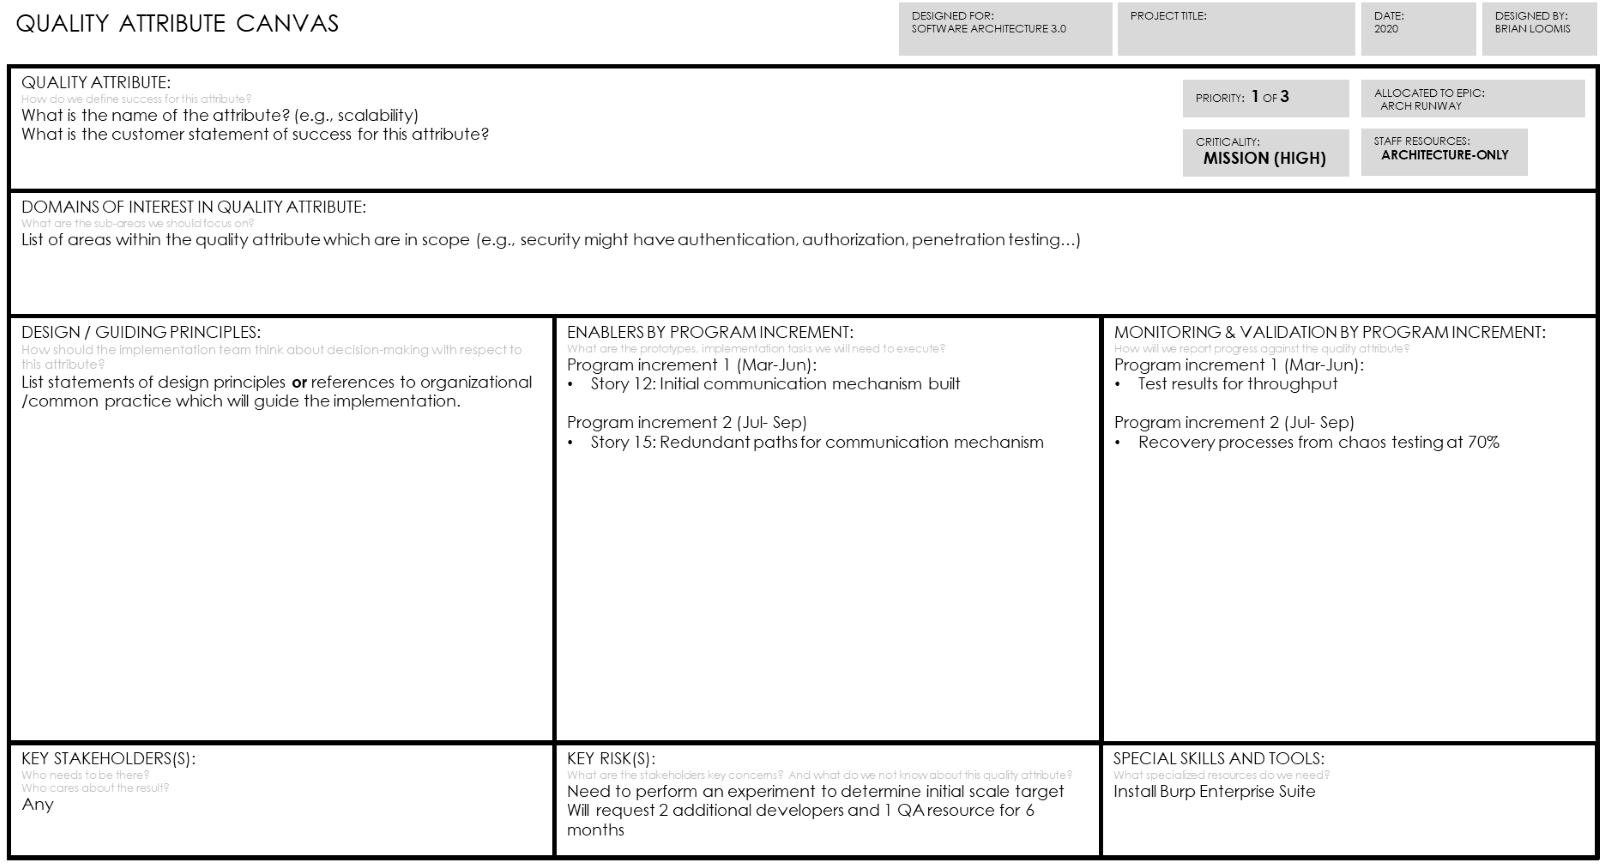 QUALITY ATTRIBUTE CANVAS
DESIGNED FOR:
SOFTWARE ARCHITECTURE 3.0
PROJECT TITLE:
DATE:
2020
DESIGNED BY:
BRIAN LOOMIS
QUALITY ATTRIBUTE:
How do we define success for this attribute?
What is the name of the attribute? (e.g., scalability)
What is the customer statement of success for this attribute?
PRIORITY: 1 OF 3
ALLOCATED TO EPIC:
ARCH RUNWAY
CRITICALITY:
MISSION (HIGH)
STAFF RESOURCES:
ARCHITECTURE-ONLY
DOMAINS OF INTEREST IN QUALITY ATTRIBUTE:
What are the sub-areas we should focus on?
List of areas within the quality attribute which are in scope (e.g., security might have authentication, authorization, penetration testing…)
DESIGN / GUIDING PRINCIPLES:
How should the implementation team think about decision-making with respect to
this attribute?
List statements of design principles or references to organizational
/common practice which will guide the implementation.
ENABLERS BY PROGRAM INCREMENT:
What are the prototypes, implementation tasks we will need to execute?
Program increment 1 (Mar-Jun):
• Story 12: Initial communication mechanism built
Program increment 2 (Jul- Sep)
• Story 15: Redundant paths for communication mechanism
MONITORING & VALIDATION BY PROGRAM INCREMENT:
How will we report progress against the quality attribute?
Program increment 1 (Mar-Jun):
• Test results for throughput
Program increment 2 (Jul- Sep)
• Recovery processes from chaos testing at 70%
KEY STAKEHOLDERS(S):
Who needs to be there?
Who cares about the result?
Any
KEY RISK(S):
What are the stakeholders key concerns? And what do we not know about this quality attribute?
Need to perform an experiment to determine initial scale target
Will request 2 additional developers and 1 QA resource for 6
months
SPECIAL SKILLS AND TOOLS:
What specialized resources do we need?
Install Burp Enterprise Suite